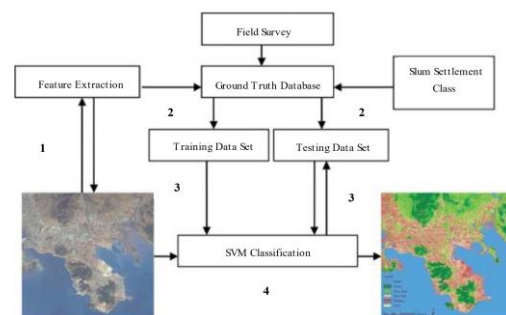 Field Survey
Feature Extraction
Ground Truth Database
Slum Settlement
Class
2
2
Training Data Set
Testing Data Set
1
3
3
SVM Classification
4